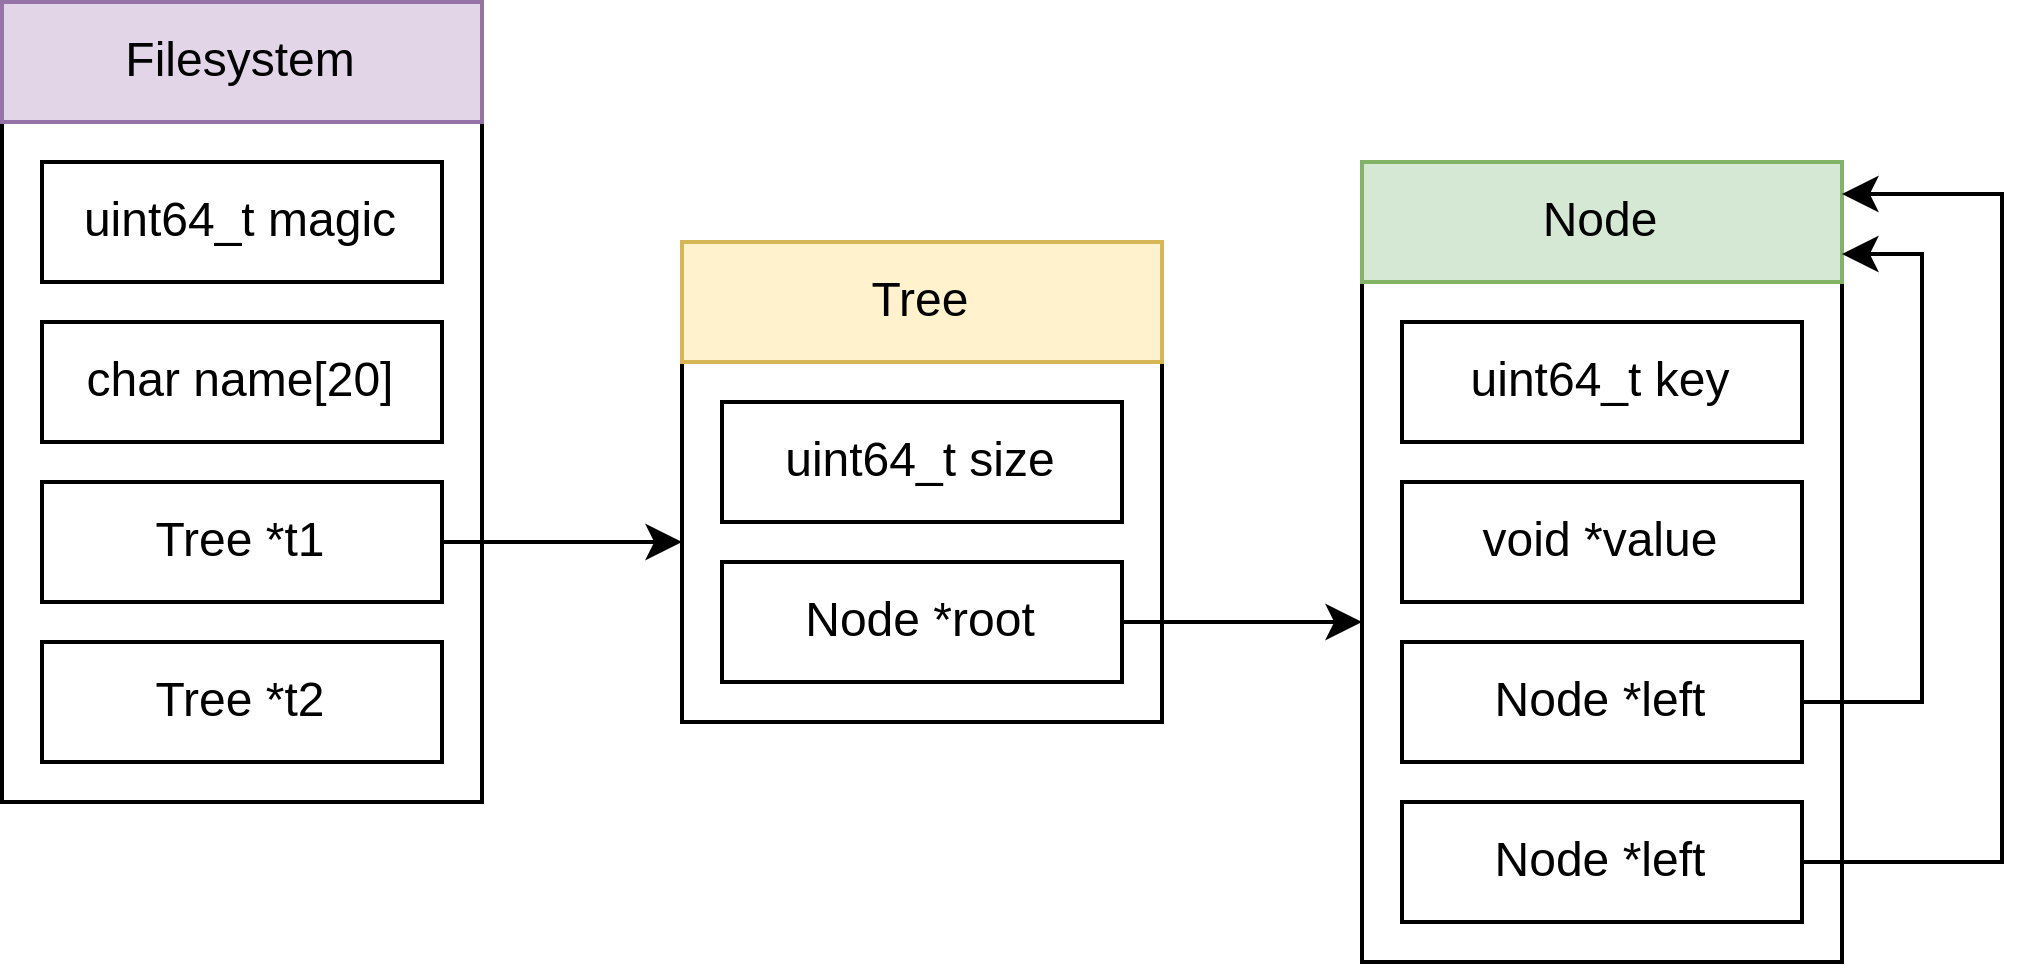 Filesystem
uint64_t magic
char name[20]
Tree *t1
Tree *t2
Tree
uint64_t size
Node *root
Node
uint64_t key
void *value
Node *left
Node *left